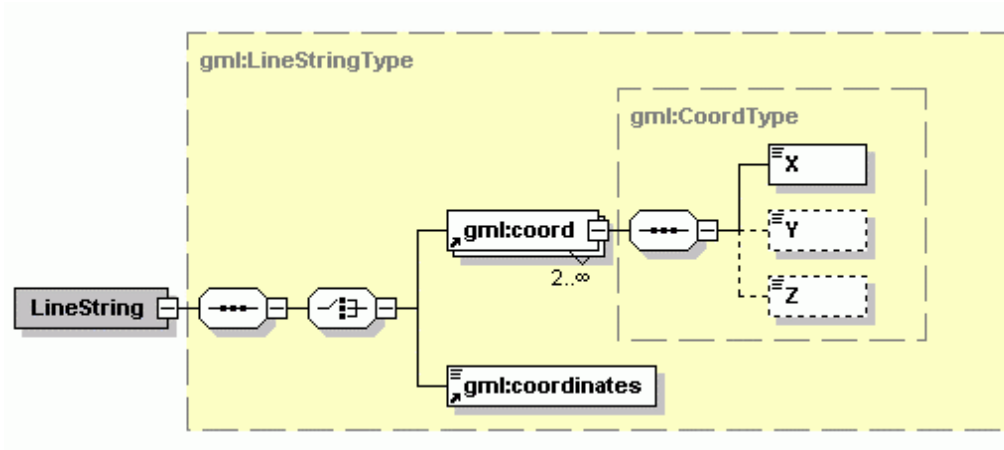 gml:LineStringType
gml:CoordType
X
gml:coord
Y
2..∞
Z
LineString
gml:coordinates